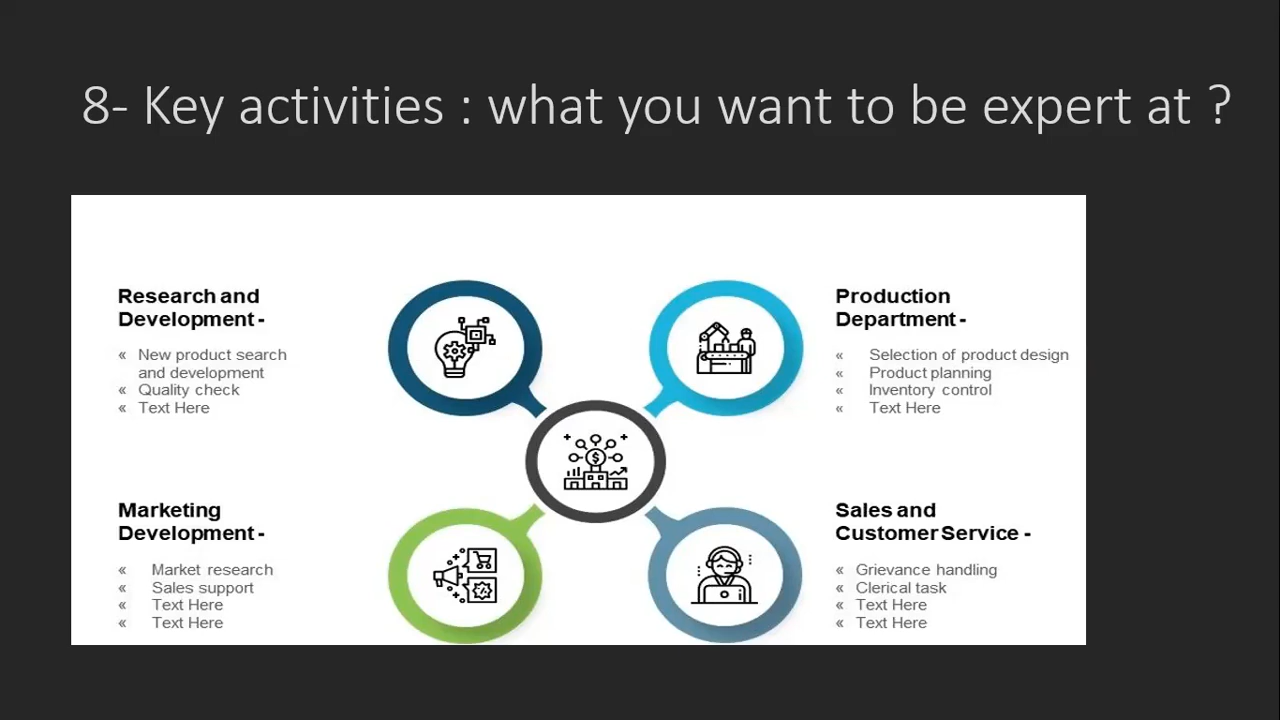 8- Key activities : what you want to be expert at ?
Research and
Development -
« New product search
and development
« Quality check
« Text Here
Production
Department -
« Selection of product design
« Product planning
« Inventory control
« Text Here
Marketing
Development -
« Market research
« Sales support
« Text Here
« Text Here
Sales and
Customer Service -
« Grievance handling
« Clerical task
« Text Here
« Text Here